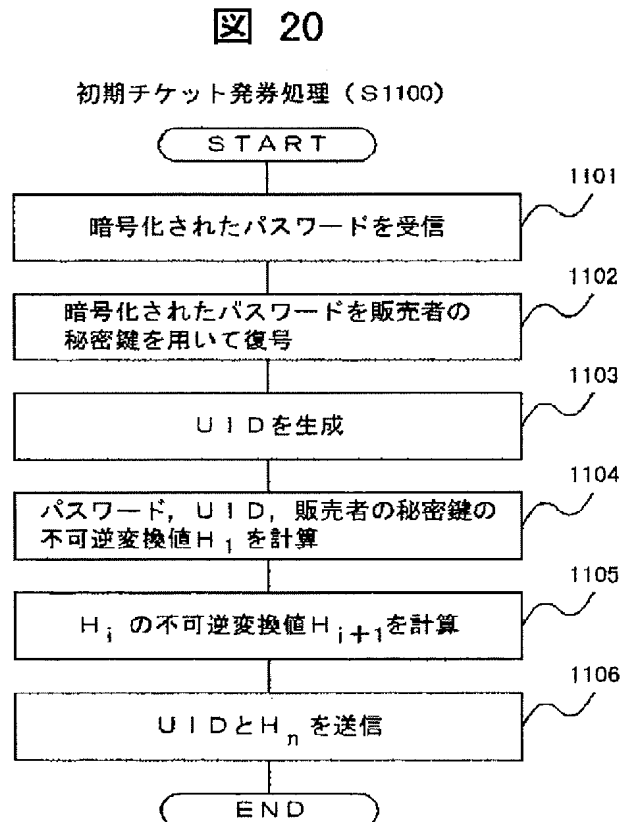 図 20
初期チケット発券処理(S1100)
START
1101
暗号化されたパスワードを受信
1102
暗号化されたパスワードを販売者の
秘密鍵を用いて復号
1103
UIDを生成
1104
パスワード,UID,販売者の秘密鍵の
不可逆変換値H1を計算
1105
Hiの不可逆変換値Hi+1を計算
1106
UIDとHnを送信
END